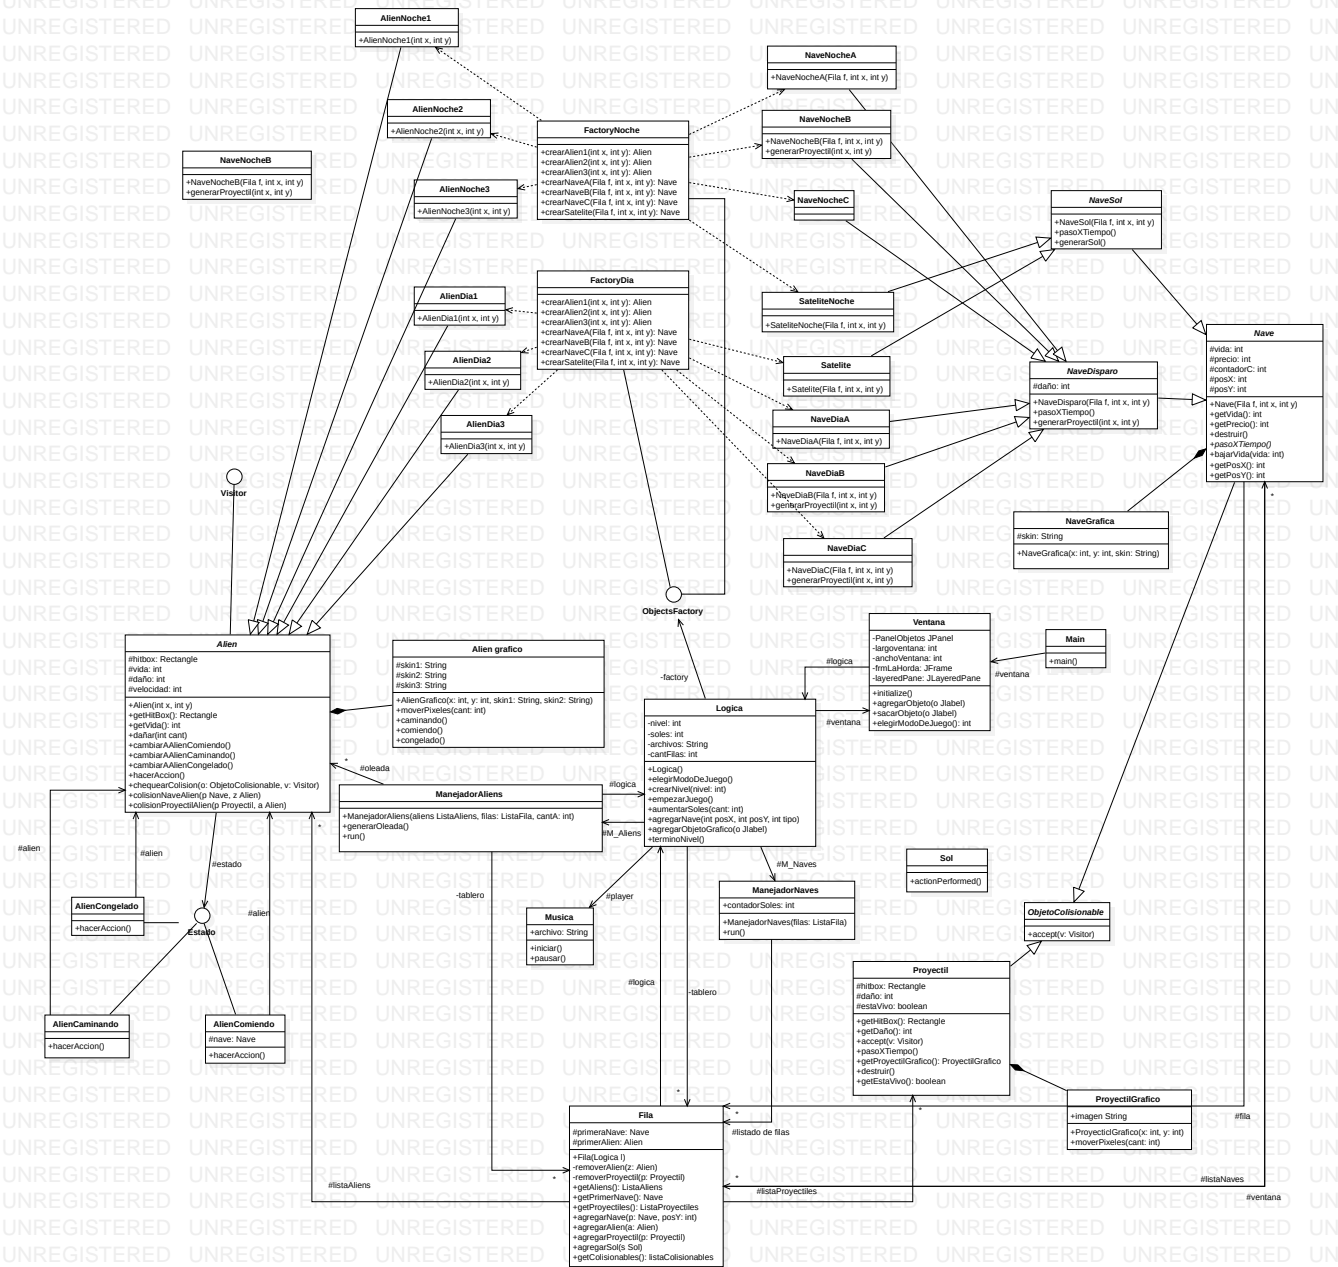 AlienNoche1
+AlienNoche1(int x, int y)
AlienNoche2
+AlienNoche2(int x, int y)
NaveNocheB
+NaveNocheB(Fila f, int x, int y)
+generarProyectil(int x, int y)
AlienNoche3
+AlienNoche3(int x, int y)
FactoryNoche
+crearAlien1(int x, int y): Alien
+crearAlien2(int x, int y): Alien
+crearAlien3(int x, int y): Alien
+crearNaveA(Fila f, int x, int y): Nave
+crearNaveB(Fila f, int x, int y): Nave
+crearNaveC(Fila f, int x, int y): Nave
+crearSatelite(Fila f, int x, int y): Nave
NaveNocheA
+NaveNocheA(Fila f, int x, int y)
NaveNocheB
+NaveNocheB(Fila f, int x, int y)
+generarProyectil(int x, int y)
NaveNocheC
NaveSol
+NaveSol(Fila f, int x, int y)
+pasoXTiempo()
+generarSol()
FactoryDia
+crearAlien1(int x, int y): Alien
+crearAlien2(int x, int y): Alien
+crearAlien3(int x, int y): Alien
+crearNaveA(Fila f, int x, int y): Nave
+crearNaveB(Fila f, int x, int y): Nave
+crearNaveC(Fila f, int x, int y): Nave
+crearSatelite(Fila f, int x, int y): Nave
AlienDia1
+AlienDia1(int x, int y)
AlienDia2
+AlienDia2(int x, int y)
AlienDia3
+AlienDia3(int x, int y)
SateliteNoche
+SateliteNoche(Fila f, int x, int y)
Satelite
+Satelite(Fila f, int x, int y)
NaveDiaA
+NaveDiaA(Fila f, int x, int y)
NaveDiaB
+NaveDiaB(Fila f, int x, int y)
+generarProyectil(int x, int y)
NaveDiaC
+NaveDiaC(Fila f, int x, int y)
+generarProyectil(int x, int y)
NaveDisparo
#daño: int
+NaveDisparo(Fila f, int x, int y)
+pasoXTiempo()
+generarProyectil(int x, int y)
Nave
#vida: int
#precio: int
#contadorC: int
#posX: int
#posY: int
+Nave(Fila f, int x, int y)
+getVida(): int
+getPrecio(): int
+destruir()
+pasoXTiempo()
+bajarVida(vida: int)
+getPosX(): int
+getPosY(): int
*
NaveGrafica
#skin: String
+NaveGrafica(x: int, y: int, skin: String)
Visitor
ObjectsFactory
Alien
#hitbox: Rectangle
#vida: int
#daño: int
#velocidad: int
+Alien(int x, int y)
+getHitBox(): Rectangle
+getVida(): int
+dañar(int cant)
+cambiarAAlienComiendo()
+cambiarAAlienCaminando()
+cambiarAAlienCongelado()
+hacerAccion()
+chequearColision(o: ObjetoColisionable, v: Visitor)
+colisionNaveAlien(p Nave, z Alien)
+colisionProyectilAlien(p Proyectil, a Alien)
Alien grafico
#skin1: String
#skin2: String
#skin3: String
+AlienGrafico(x: int, y: int, skin1: String, skin2: String)
+moverPixeles(cant: int)
+caminando()
+comiendo()
+congelado()
-factory
Ventana
-PanelObjetos JPanel
-largoventana: int
-anchoVentana: int
-frmLaHorda: JFrame
-layeredPane: JLayeredPane
+initialize()
+agregarObjeto(o Jlabel)
+sacarObjeto(o Jlabel)
+elegirModoDeJuego(): int
Main
+main()
#ventana
#logica
#ventana
Logica
-nivel: int
-soles: int
-archivos: String
-cantFilas: int
+Logica()
+elegirModoDeJuego()
+crearNivel(nivel: int)
+empezarJuego()
+aumentarSoles(cant: int)
+agregarNave(int posX, int posY, int tipo)
+agregarObjetoGrafico(o Jlabel)
+terminoNivel()
*
#oleada
#logica
#M_Aliens
ManejadorAliens
+ManejadorAliens(aliens ListaAliens, filas: ListaFila, cantA: int)
+generarOleada()
+run()
*
#alien
#alien
#estado
#alien
-tablero
#player
#M_Naves
AlienCongelado
+hacerAccion()
Estado
Musica
+archivo: String
+iniciar()
+pausar()
ManejadorNaves
+contadorSoles: int
+ManejadorNaves(filas: ListaFila)
+run()
Sol
+actionPerformed()
ObjetoColisionable
+accept(v: Visitor)
AlienCaminando
+hacerAccion()
AlienComiendo
#nave: Nave
+hacerAccion()
#logica
-tablero
Proyectil
#hitbox: Rectangle
#daño: int
#estaVivo: boolean
+getHitBox(): Rectangle
+getDaño(): int
+accept(v: Visitor)
+pasoXTiempo()
+getProyectilGrafico(): ProyectilGrafico
+destruir()
+getEstaVivo(): boolean
ProyectilGrafico
+imagen String
+ProyecticlGrafico(x: int, y: int)
+moverPixeles(cant: int)
*
*
*
#fila
#listado de filas
Fila
#primeraNave: Nave
#primerAlien: Alien
+Fila(Logica l)
-removerAlien(z: Alien)
-removerProyectil(p: Proyectil)
+getAliens(): ListaAliens
+getPrimerNave(): Nave
+getProyectiles(): ListaProyectiles
+agregarNave(p: Nave, posY: int)
+agregarAlien(a: Alien)
+agregarProyectil(p: Proyectil)
+agregarSol(s Sol)
+getColisionables(): listaColisionables
*
*
#listaAliens
#listaProyectiles
#listaNaves
#ventana